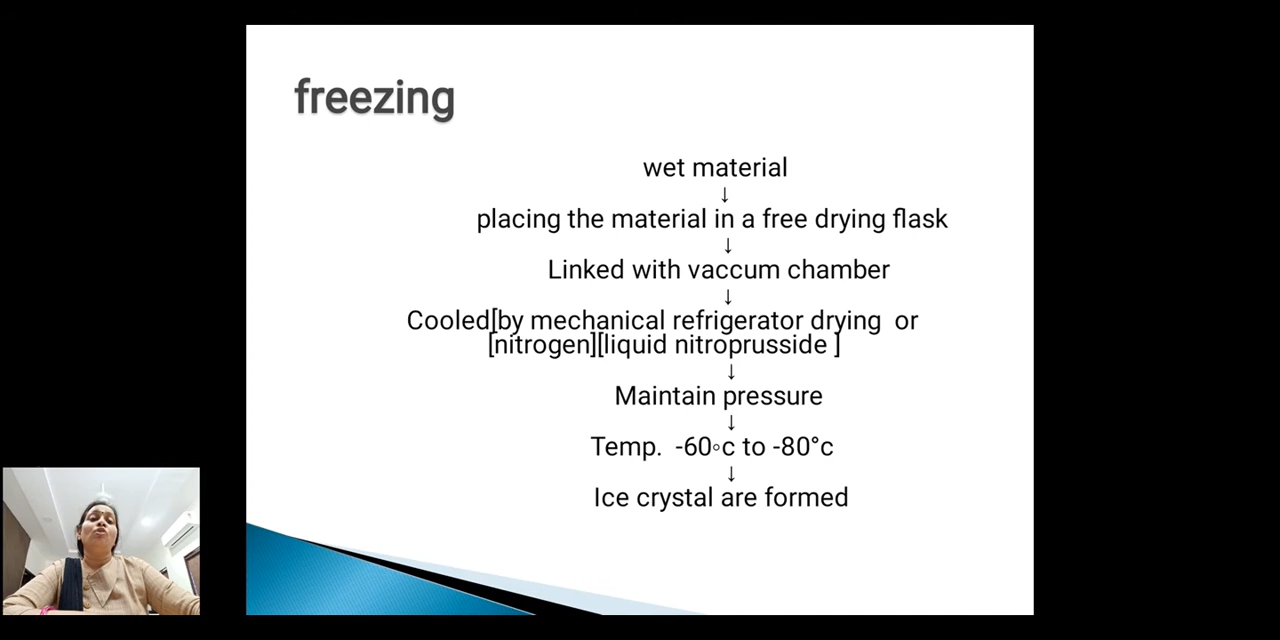 freezing
wet material
↓
placing the material in a free drying flask
↓
Linked with vaccum chamber
↓
Cooled[by mechanical refrigerator drying  or
[nitrogen][liquid nitroprusside ]
↓
Maintain pressure
↓
Temp.  -60◦c to -80°c
↓
Ice crystal are formed